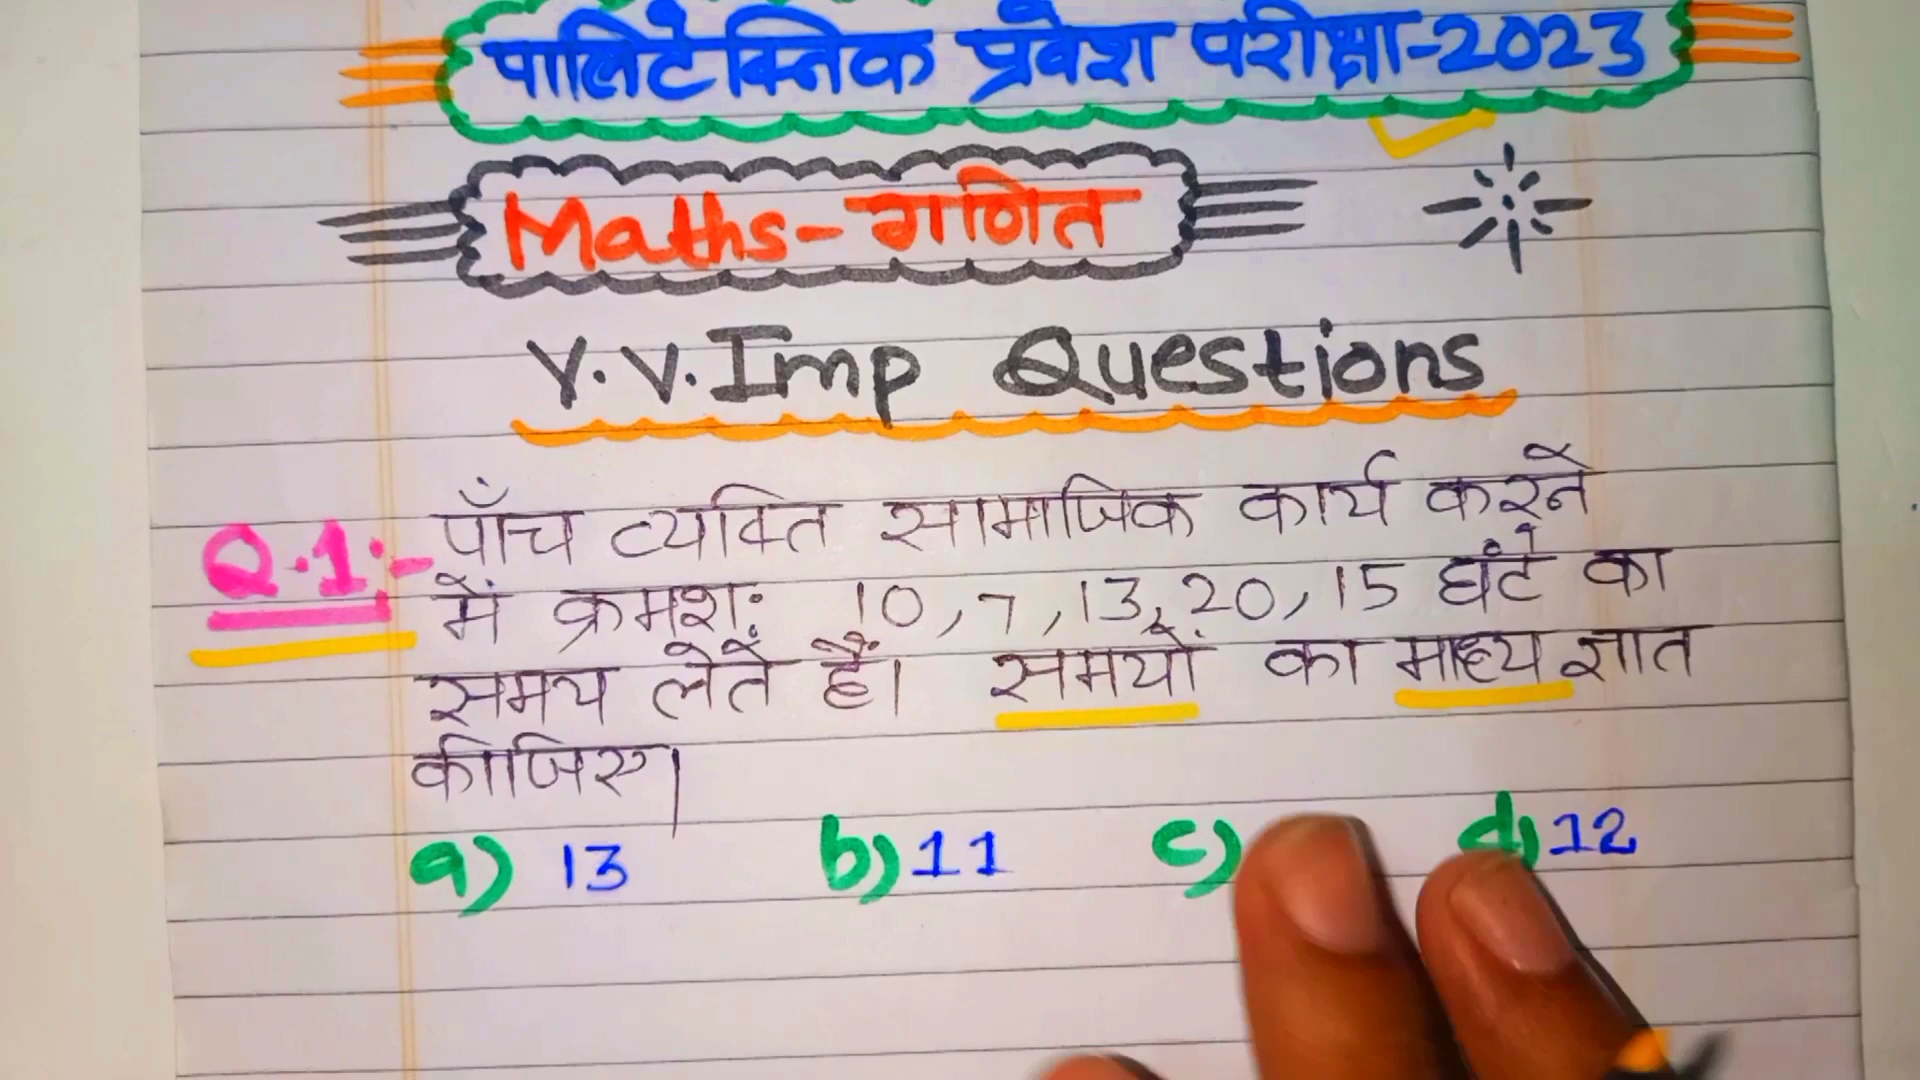 पालिटेक्निक प्रवेश परीक्षा-2023
Maths-गणित
V.V.Imp Questions
Q.1:- पाँच व्यक्ति सामाजिक कार्य करने
में क्रमश: 10,7,13,20,15 घंटे का
समय लेतें हैं। समयों का माध्य ज्ञात
कीजिए।
a) 13 b) 11 c) d) 12